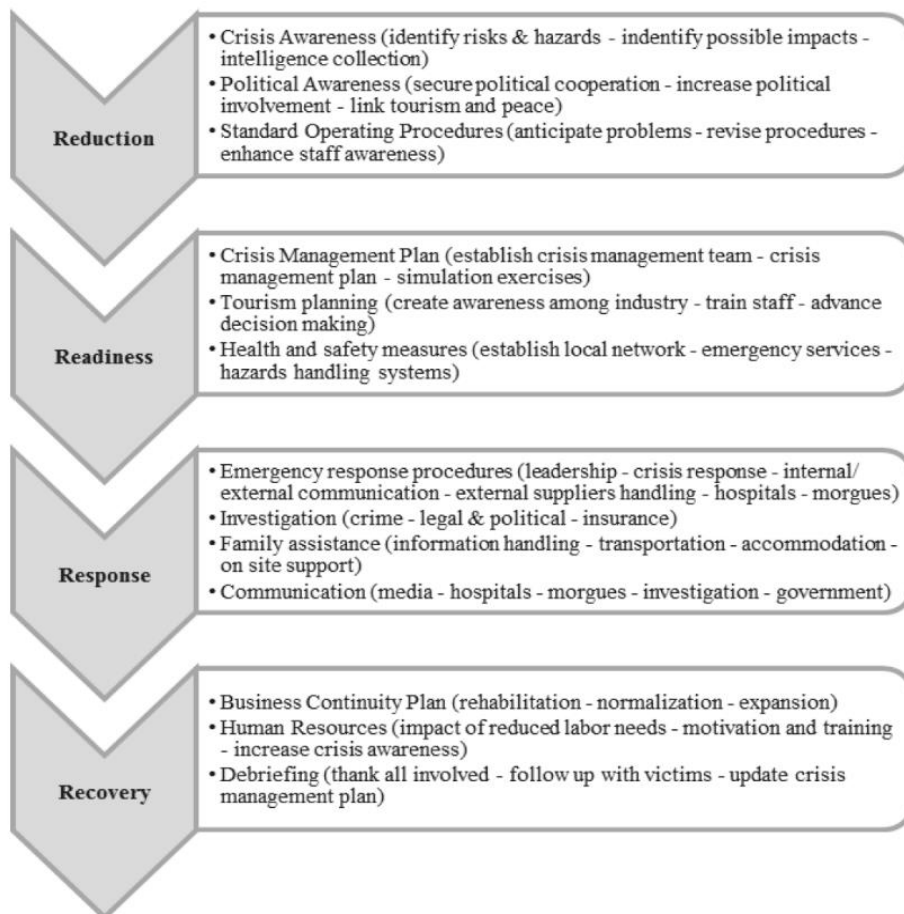 Reduction
• Crisis Awareness (identify risks & hazards - indentify possible impacts -
intelligence collection)
• Political Awareness (secure political cooperation - increase political
involvement - link tourism and peace)
• Standard Operating Procedures (anticipate problems - revise procedures -
enhance staff awareness)
Readiness
• Crisis Management Plan (establish crisis management team - crisis
management plan - simulation exercises)
• Tourism planning (create awareness among industry - train staff - advance
decision making)
• Health and safety measures (establish local network - emergency services -
hazards handling systems)
Response
• Emergency response procedures (leadership - crisis response - internal/
external communication - external suppliers handling - hospitals - morgues)
• Investigation (crime - legal & political - insurance)
• Family assistance (information handling - transportation - accommodation -
on site support)
• Communication (media - hospitals - morgues - investigation - government)
Recovery
• Business Continuity Plan (rehabilitation - normalization - expansion)
• Human Resources (impact of reduced labor needs - motivation and training
- increase crisis awareness)
• Debriefing (thank all involved - follow up with victims - update crisis
management plan)